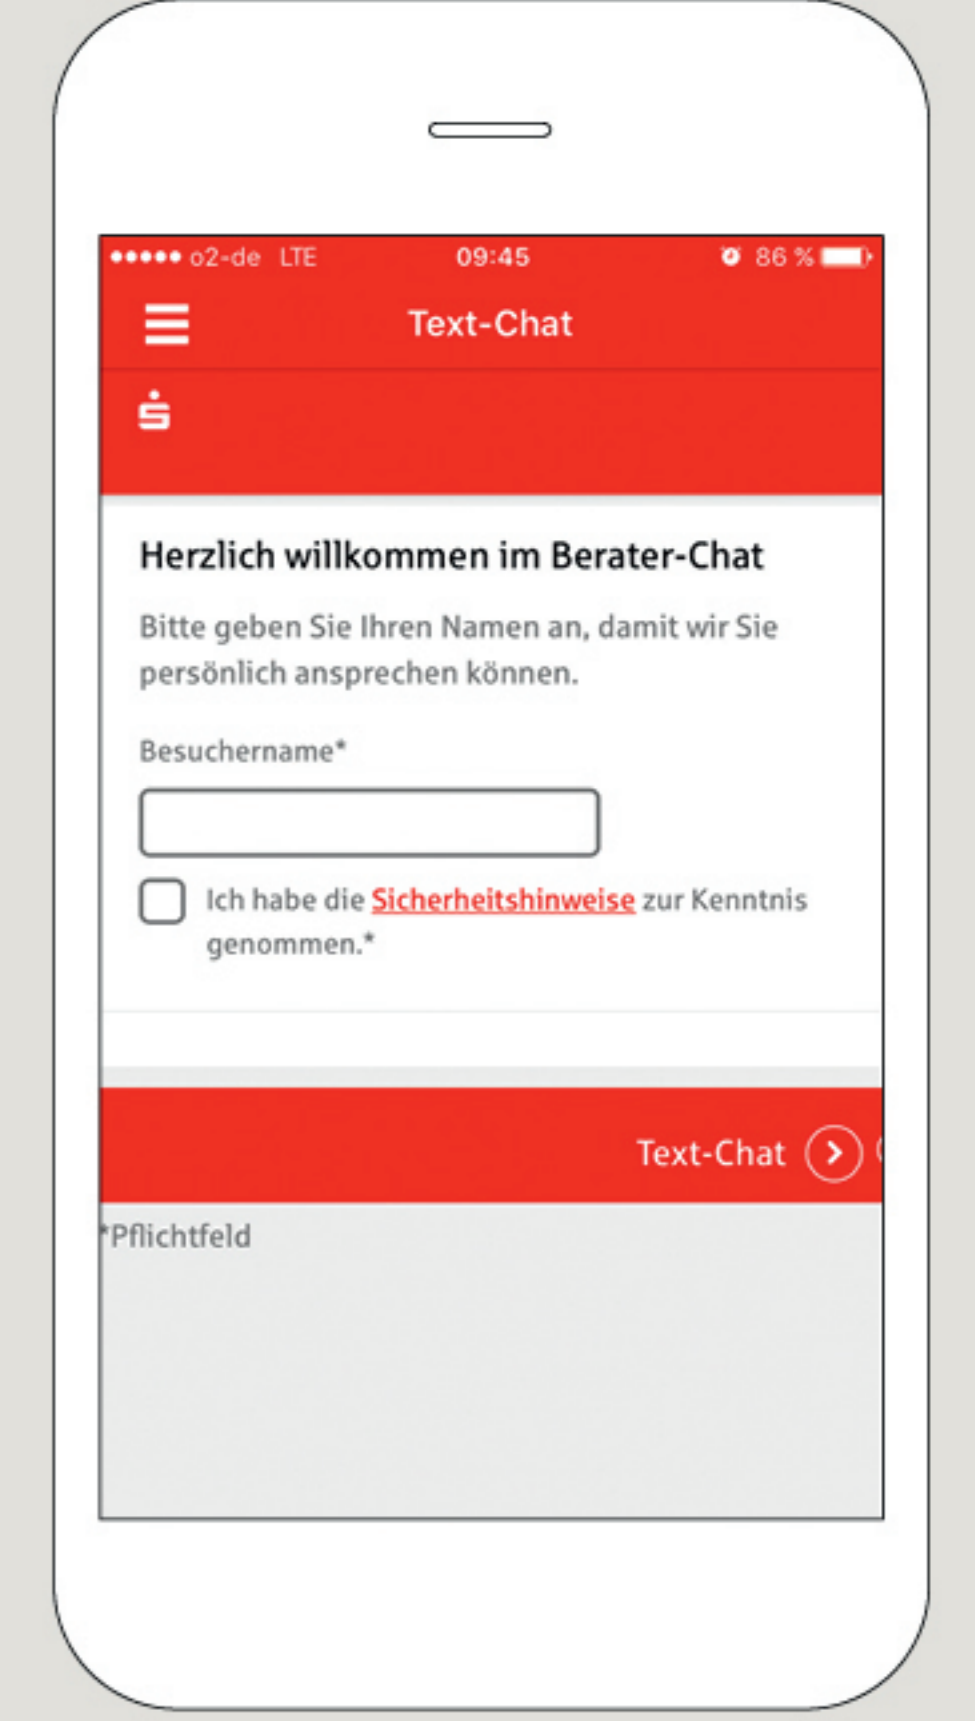 o2-de LTE 09:45 86 %
Text-Chat
Herzlich willkommen im Berater-Chat
Bitte geben Sie Ihren Namen an, damit wir Sie
persönlich ansprechen können.
Besuchername*
Ich habe die Sicherheitshinweise zur Kenntnis
genommen.*
Text-Chat
*Pflichtfeld